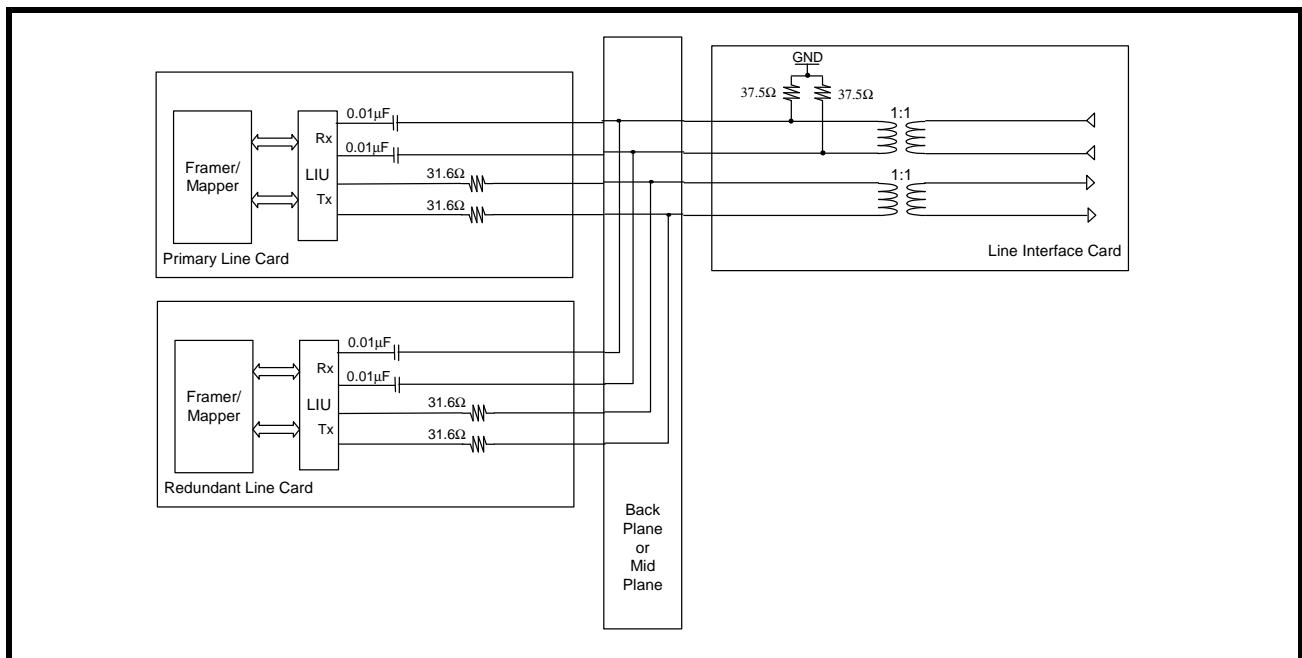 GND
37.5Ω 37.5Ω
1:1
1:1
Line Interface Card
0.01µF
0.01µF
31.6Ω
31.6Ω
Rx
LIU
Tx
Framer/
Mapper
Primary Line Card
0.01µF
0.01µF
31.6Ω
31.6Ω
Rx
LIU
Tx
Framer/
Mapper
Redundant Line Card
Back
Plane
or
Mid
Plane